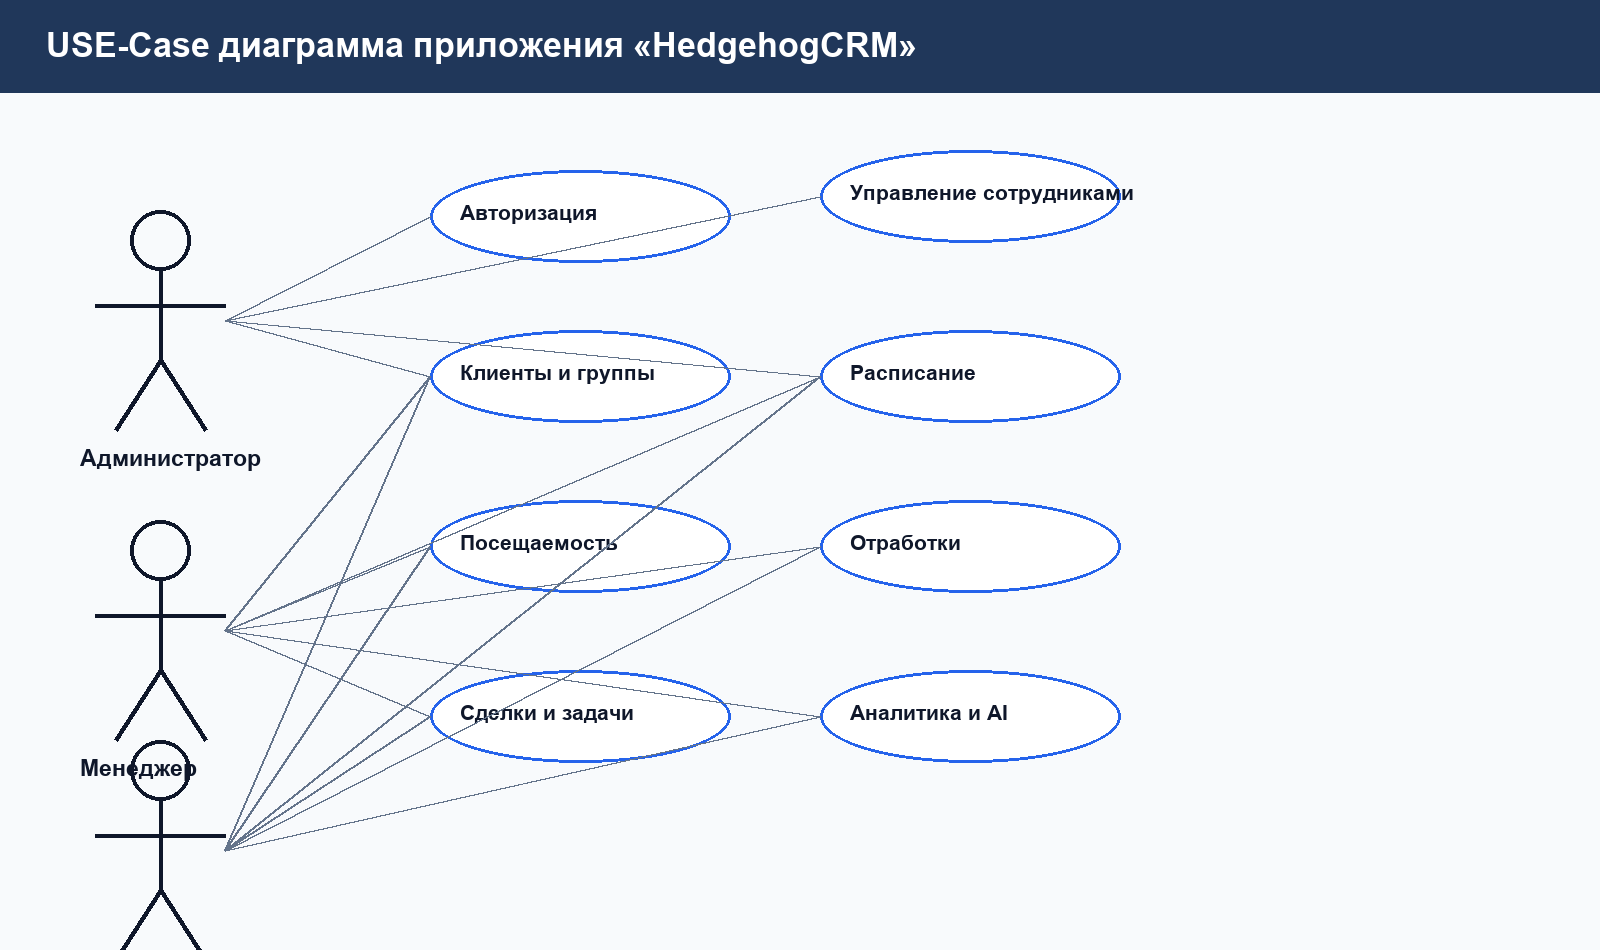 USE-Case диаграмма приложения «HedgehogCRM»
Авторизация
Управление сотрудниками
Клиенты и группы
Расписание
Администратор
Посещаемость
Отработки
Сделки и задачи
Аналитика и AI
Менеджер